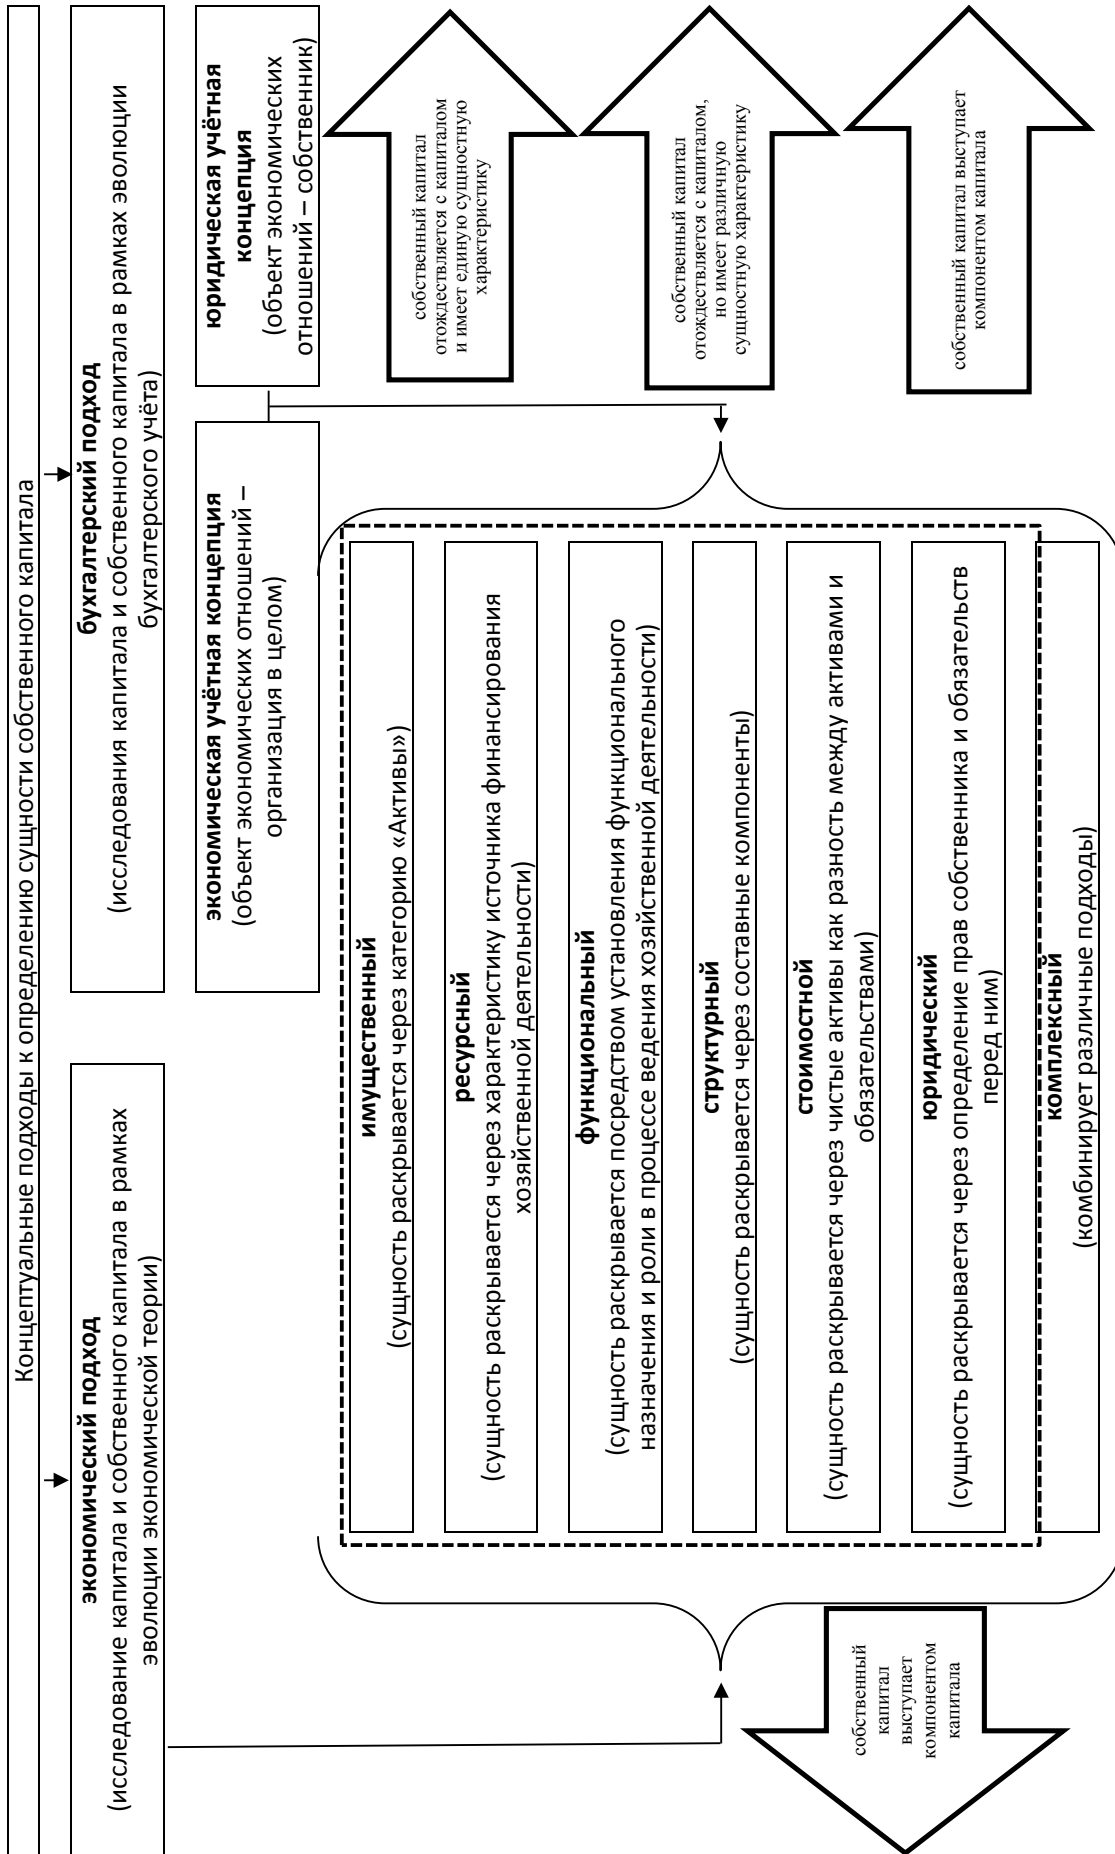 Концептуальные подходы к определению сущности собственного капитала
экономический подход
(исследование капитала и собственного капитала в рамках
эволюции экономической теории)
бухгалтерский подход
(исследования капитала и собственного капитала в рамках эволюции
бухгалтерского учёта)
экономическая учётная концепция
(объект экономических отношений –
организация в целом)
юридическая учётная
концепция
(объект экономических
отношений – собственник)
имущественный
(сущность раскрывается через категорию «Активы»)
ресурсный
(сущность раскрывается через характеристику источника финансирования
хозяйственной деятельности)
функциональный
(сущность раскрывается посредством установления функционального
назначения и роли в процессе ведения хозяйственной деятельности)
структурный
(сущность раскрывается через составные компоненты)
стоимостной
(сущность раскрывается через чистые активы как разность между активами и
обязательствами)
юридический
(сущность раскрывается через определение прав собственника и обязательств
перед ним)
комплексный
(комбинирует различные подходы)
собственный
капитал
выступает
компонентом
капитала
собственный капитал
отождествляется с капиталом
и имеет единую сущностную
характеристику
собственный капитал
отождествляется с капиталом,
но имеет различную
сущностную характеристику
собственный капитал выступает
компонентом капитала